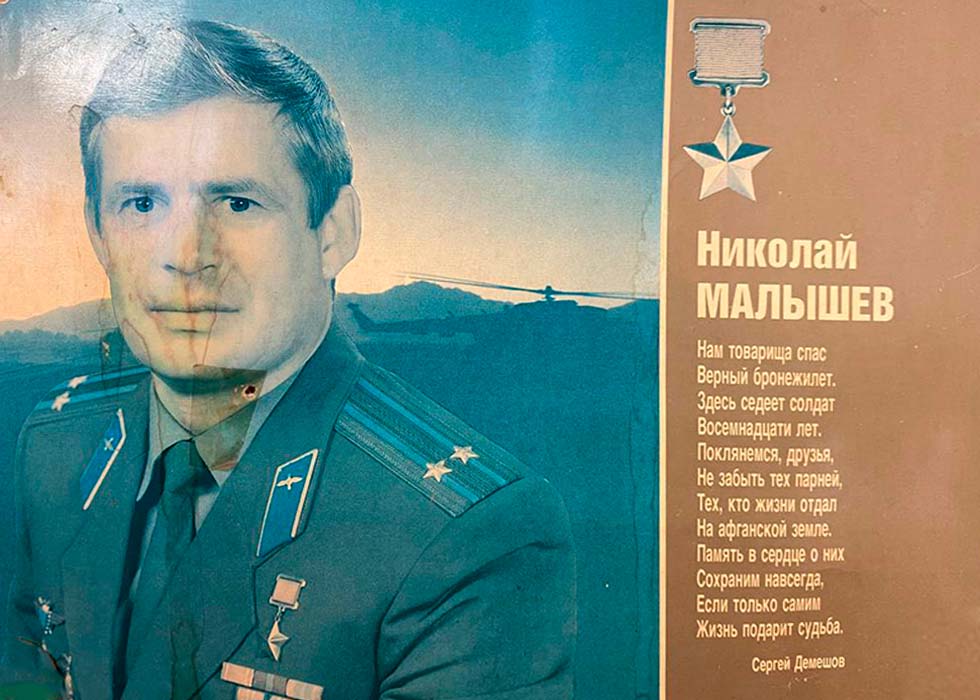 Николай
МАЛЫШЕВ
Нам товарища спас
Верный бронежилет.
Здесь седеет солдат
Восемнадцати лет.
Поклянемся, друзья,
Не забыть тех парней,
Тех, кто жизни отдал
На афганской земле.
Память в сердце о них
Сохраним навсегда,
Если только самим
Жизнь подарит судьба.
Сергей Демешов